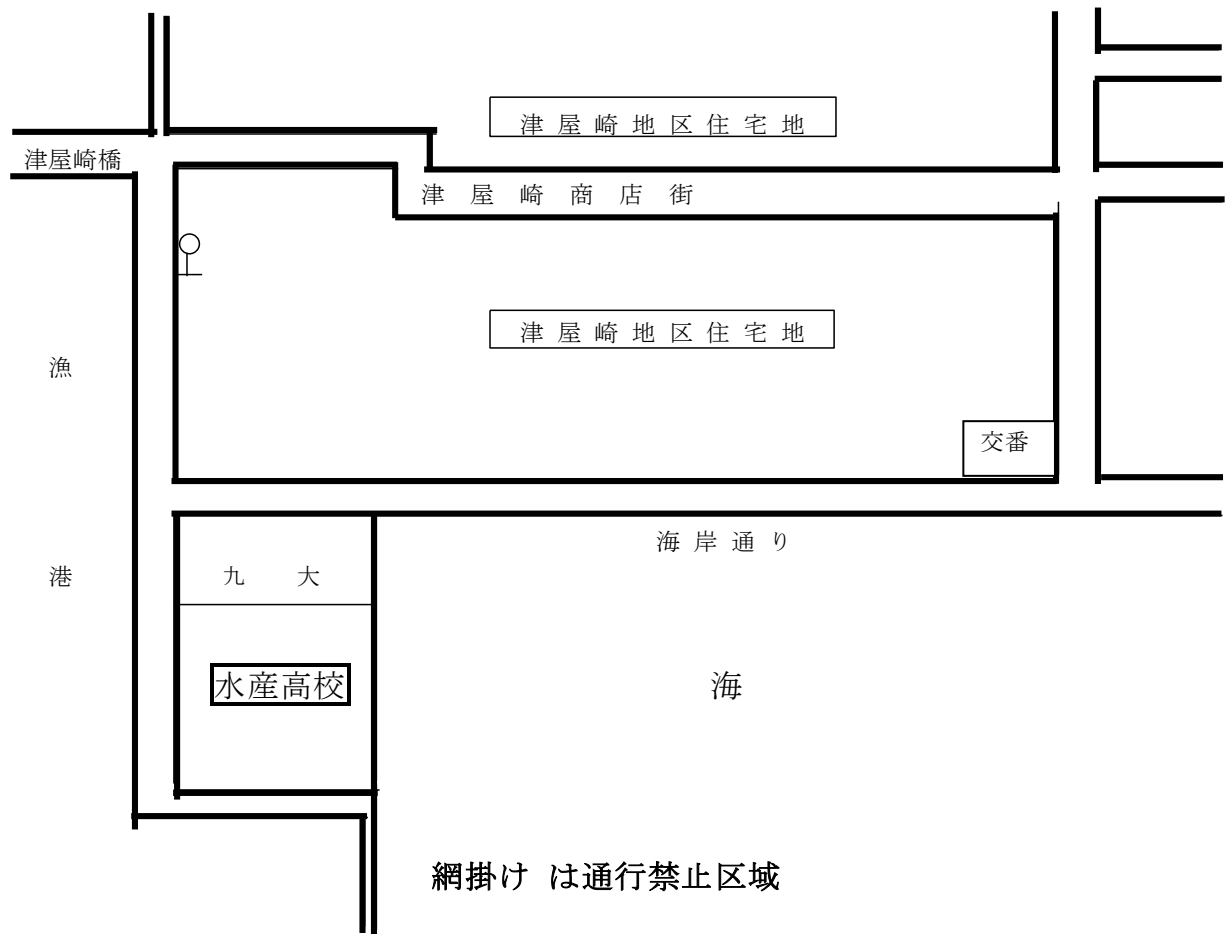 津屋崎地区住宅地
津屋崎橋
津屋崎商店街
津屋崎地区住宅地
漁港
交番
海岸通り
九大
水産高校
海
網掛け は通行禁止区域